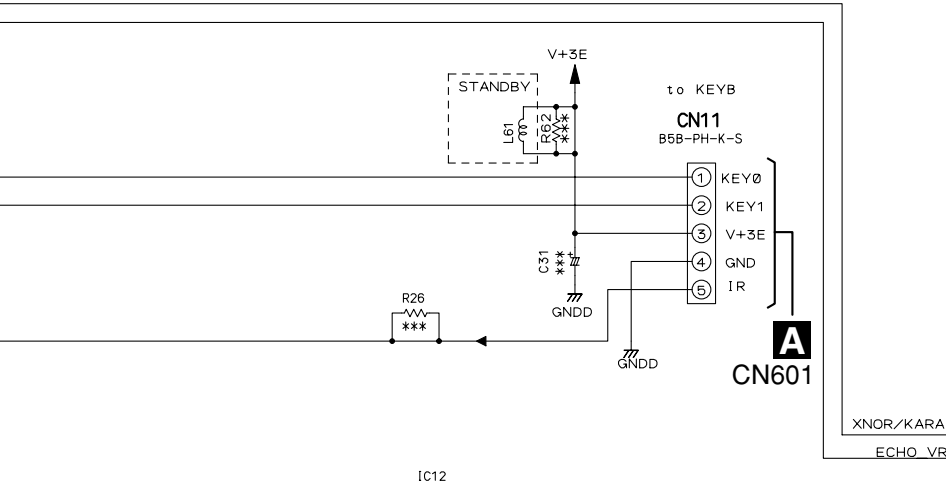 V+3E
STANDBY
L61
R62
***
to KEYB
CN11
B5B-PH-K-S
1 KEY0
2 KEY1
3 V+3E
4 GND
5 IR
C31
***
+
GNDD
R26
***
GNDD
A
CN601
XNOR/KARA
ECHO_VR
IC12